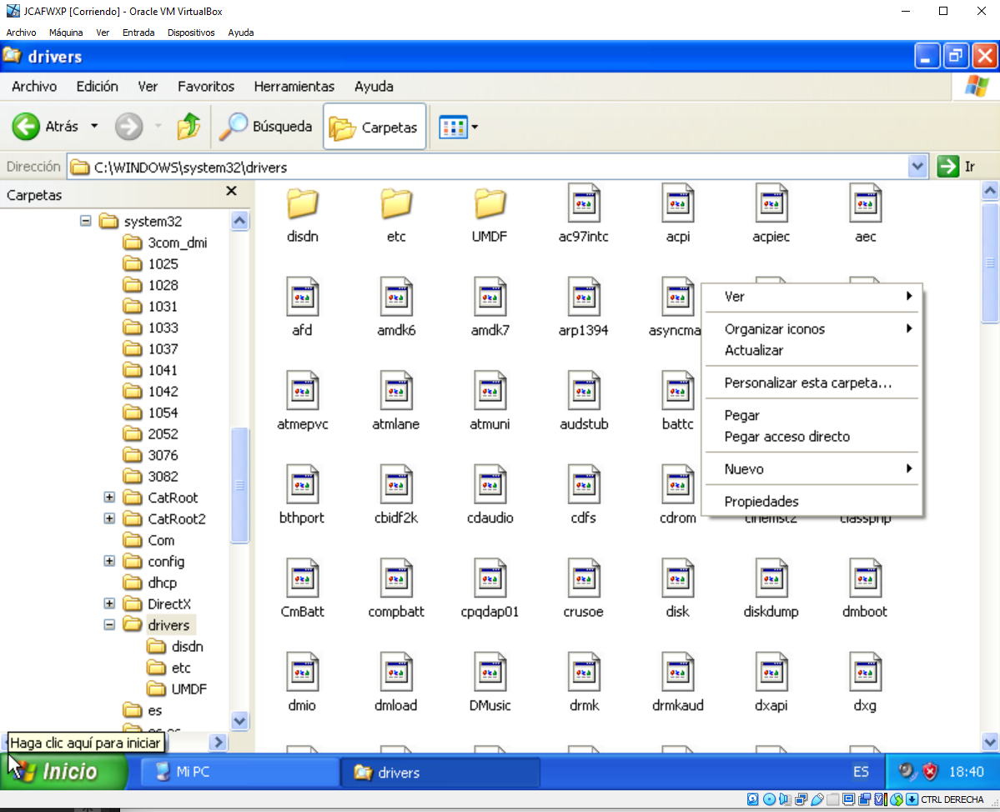 JCAFWXP [Corriendo] - Oracle VM VirtualBox
Archivo Máquina Ver Entrada Dispositivos Ayuda
drivers
Archivo Edición Ver Favoritos Herramientas Ayuda
Atrás Búsqueda Carpetas
Dirección C:\WINDOWS\system32\drivers Ir
Carpetas
system32
3com_dmi
1025
1028
1031
1033
1037
1041
1042
1054
2052
3076
3082
CatRoot
CatRoot2
Com
config
dhcp
DirectX
drivers
disdn
etc
UMDF
es
disdn etc UMDF ac97intc acpi acpiec aec
afd amdk6 amdk7 arp1394 asyncma
atmepvc atmlane atmuni audstub battc
bthport cbidf2k cdaudio cdfs cdrom cinemst2 classpnp
CmBatt compbatt cpqdap01 crusoe disk diskdump dmboot
dmio dmload DMusic drmk drmkaud dxapi dxg
Ver
Organizar iconos
Actualizar
Personalizar esta carpeta...
Pegar
Pegar acceso directo
Nuevo
Propiedades
Haga clic aquí para iniciar
Inicio Mi PC drivers ES 18:40
CTRL DERECHA